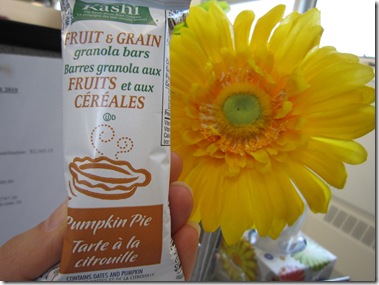 Kashi
FRUIT & GRAIN
granola bars
Barres granola aux
FRUITS et aux
CÉRÉALES
Pumpkin Pie
Tarte à la
citrouille
CONTAINS DATES AND PUMPKIN